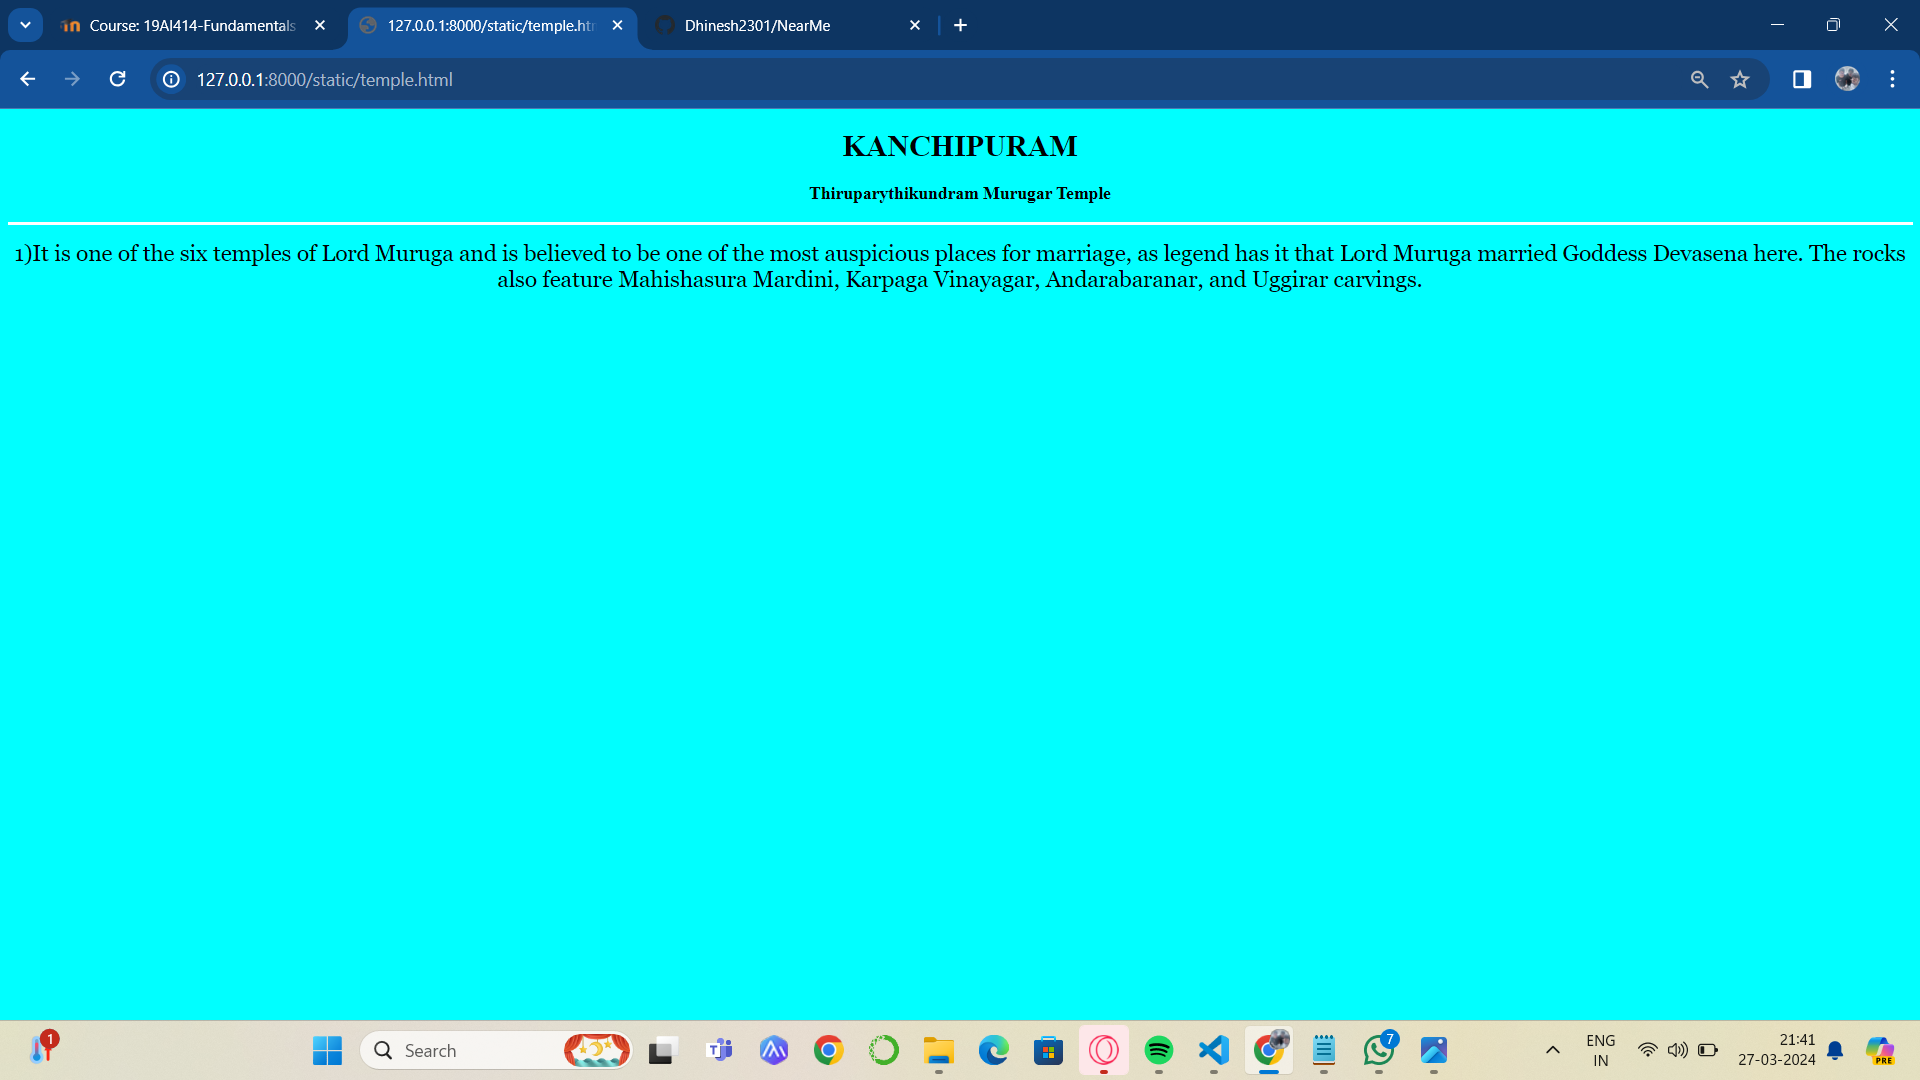 Course: 19AI414-Fundamentals
127.0.0.1:8000/static/temple.htm
Dhinesh2301/NearMe
127.0.0.1:8000/static/temple.html
KANCHIPURAM
Thiruparythikundram Murugar Temple
1)It is one of the six temples of Lord Muruga and is believed to be one of the most auspicious places for marriage, as legend has it that Lord Muruga married Goddess Devasena here. The rocks
also feature Mahishasura Mardini, Karpaga Vinayagar, Andarabaranar, and Uggirar carvings.
1
Search
7
ENG
IN
21:41
27-03-2024
PRE